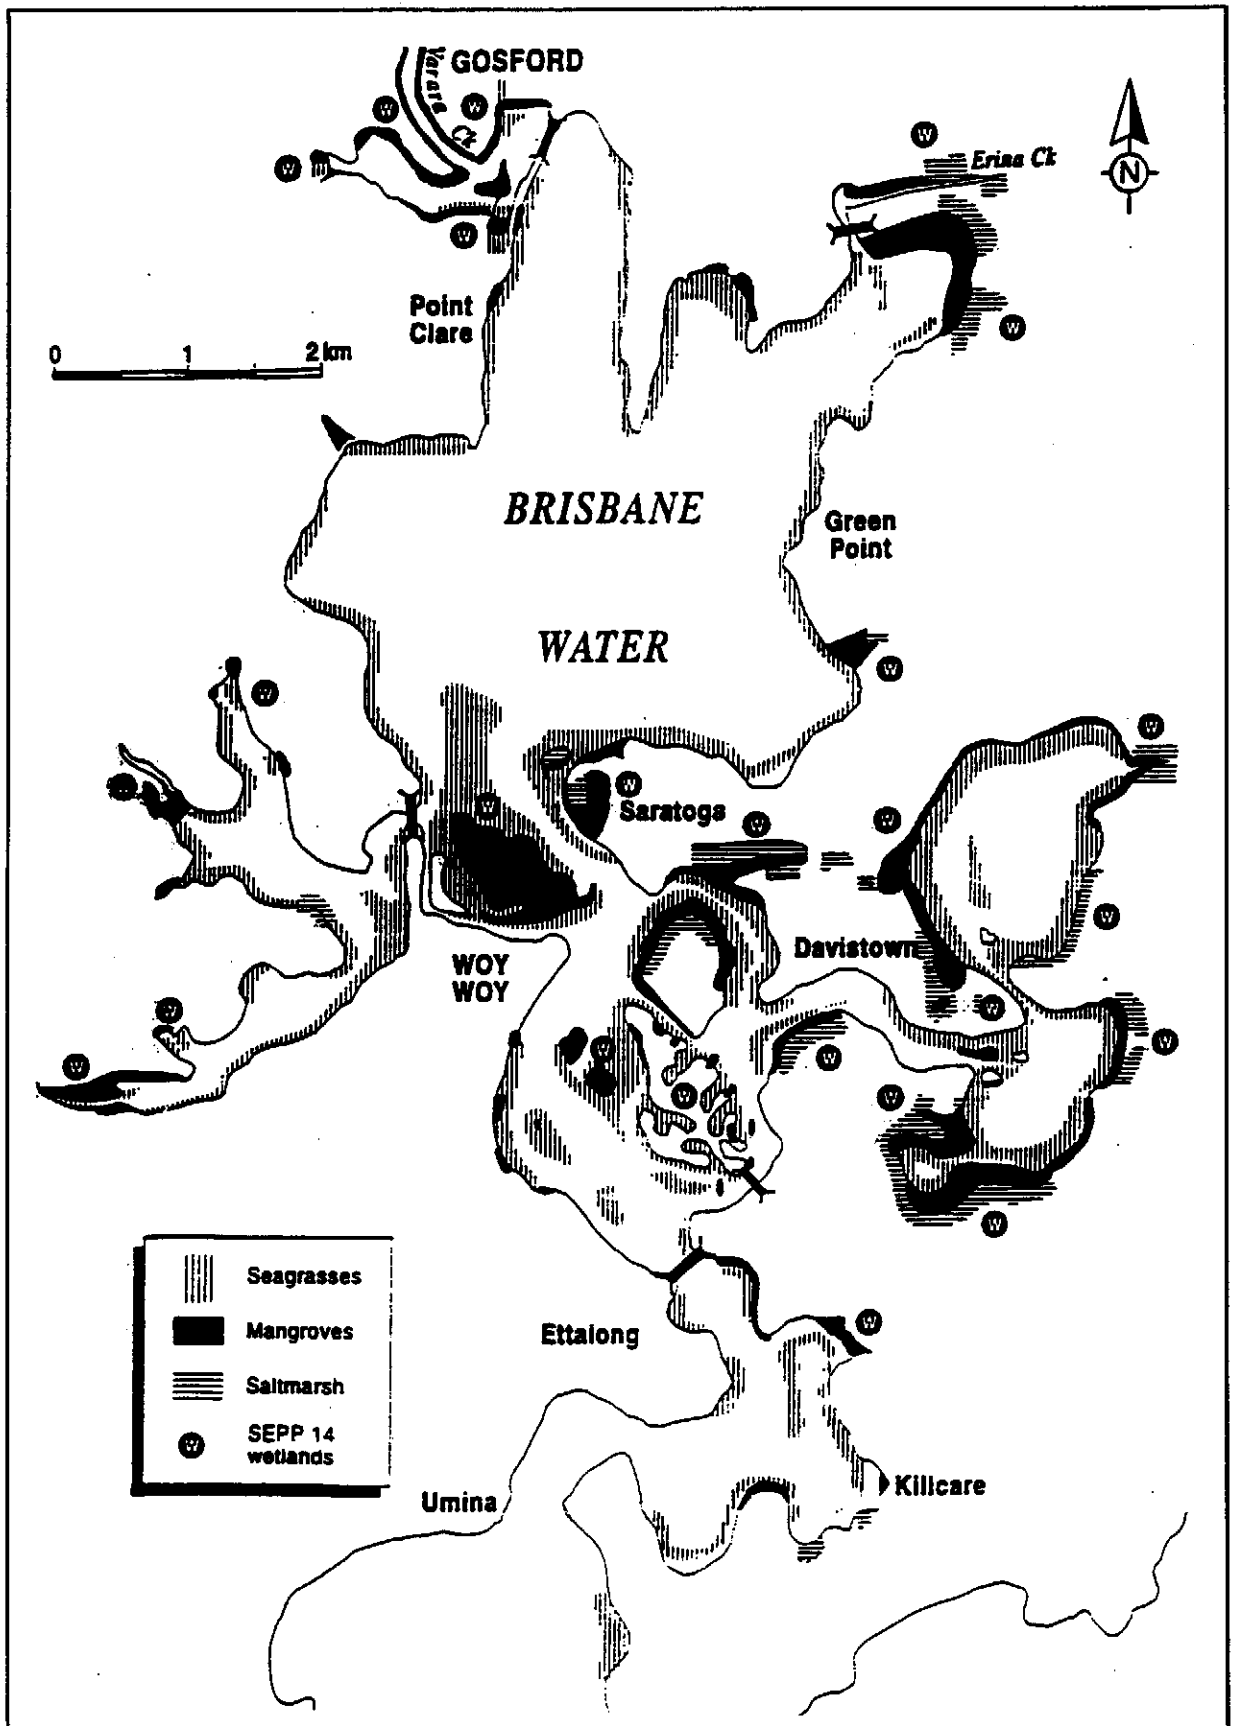 GOSFORD
Narara
Ck
W
W
W
W
W
Erina Ck
N
Point
Clare
W
0 1 2 km
BRISBANE
Green
Point
WATER
W
W
W
W
W
W
Saratoga
W
W
W
Davistown
WOY
WOY
W
W
W
W
W
W
W
W
W
W
Seagrasses
Mangroves
Saltmarsh
W
SEPP 14
wetlands
Ettalong
W
Umina
Killcare